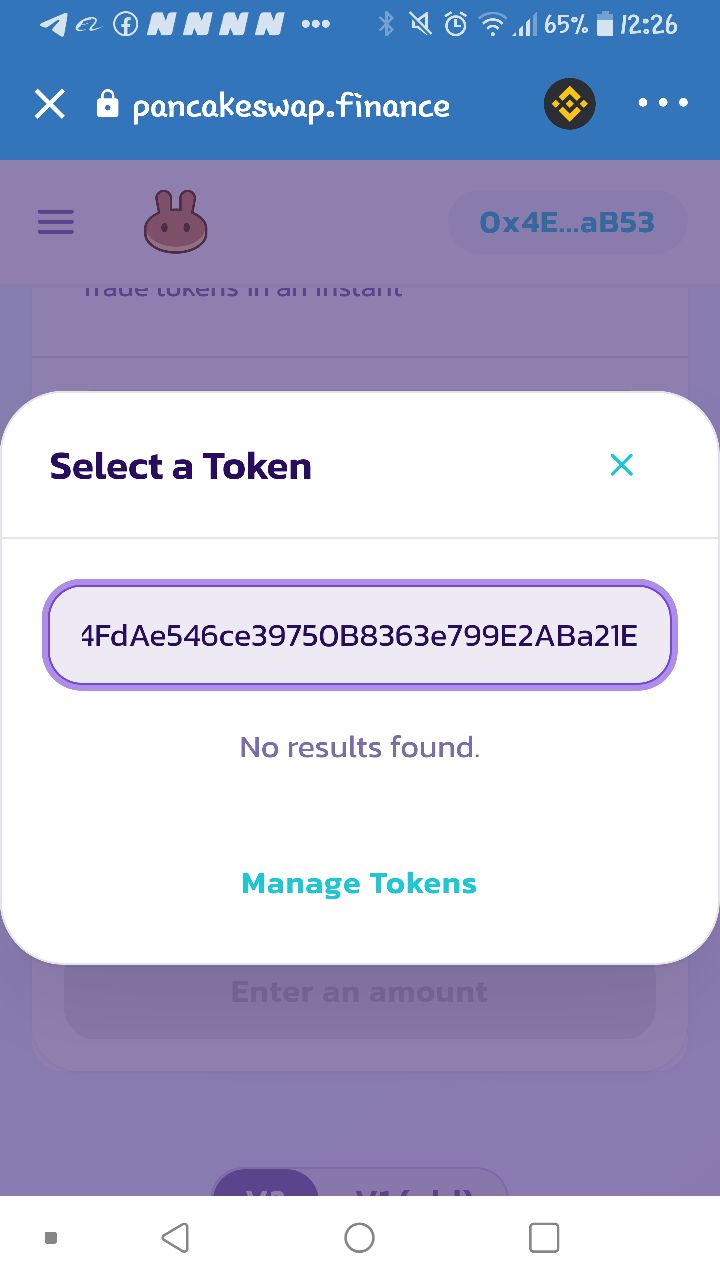 65% 12:26
pancakeswap.finance
0x4E...aB53
Trade tokens in an instant
Select a Token
4FdAe546ce39750B8363e799E2ABa21E
No results found.
Manage Tokens
Enter an amount
V2 V1 (old)